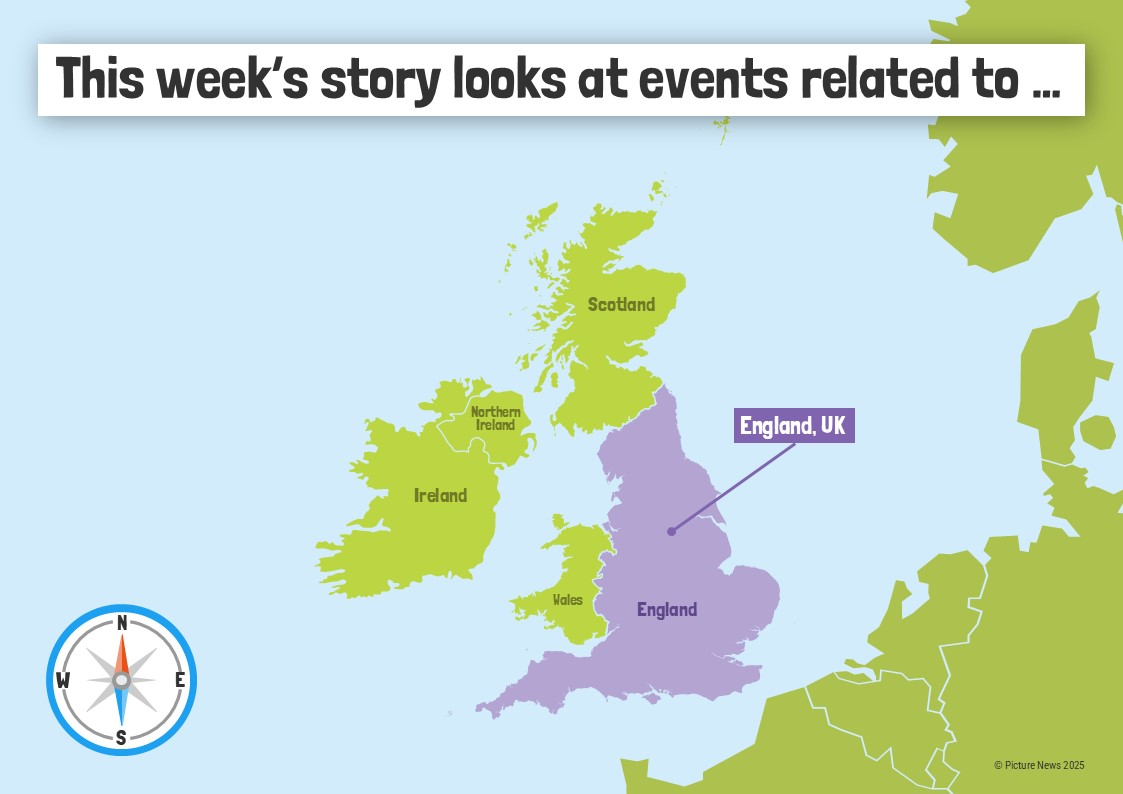 This week's story looks at events related to ...
Scotland
Northern
Ireland
England, UK
Ireland
Wales
England
N
W
E
S
© Picture News 2025